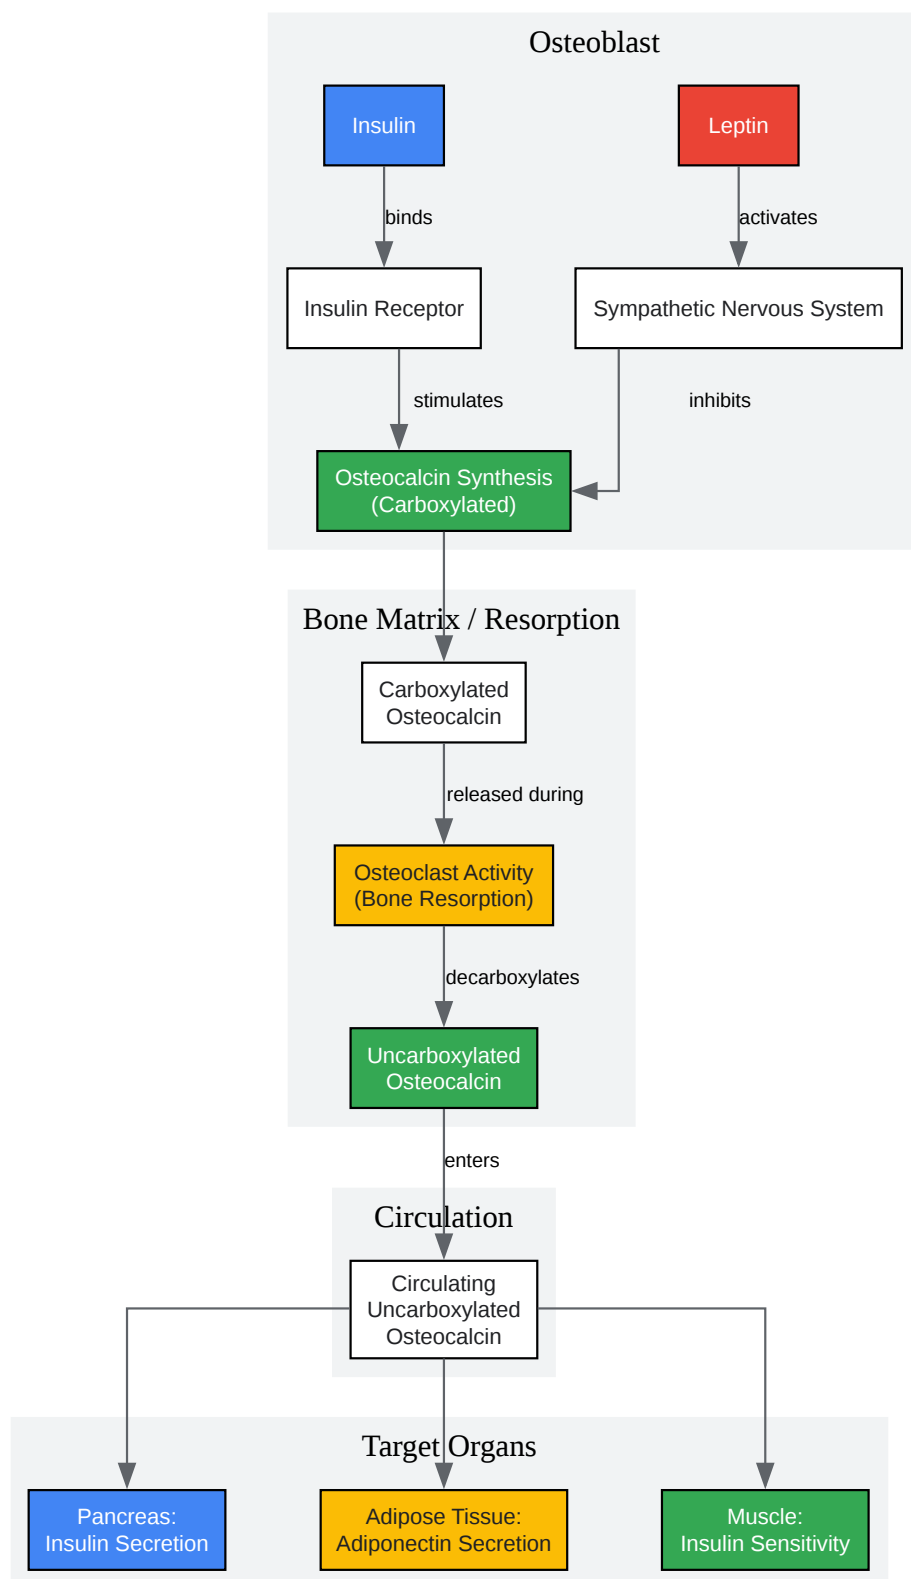 Osteoblast
Insulin
Leptin
binds
activates
Insulin Receptor
Sympathetic Nervous System
stimulates
inhibits
Osteocalcin Synthesis
(Carboxylated)
Bone Matrix / Resorption
Carboxylated
Osteocalcin
released during
Osteoclast Activity
(Bone Resorption)
decarboxylates
Uncarboxylated
Osteocalcin
enters
Circulation
Circulating
Uncarboxylated
Osteocalcin
Target Organs
Pancreas:
Insulin Secretion
Adipose Tissue:
Adiponectin Secretion
Muscle:
Insulin Sensitivity